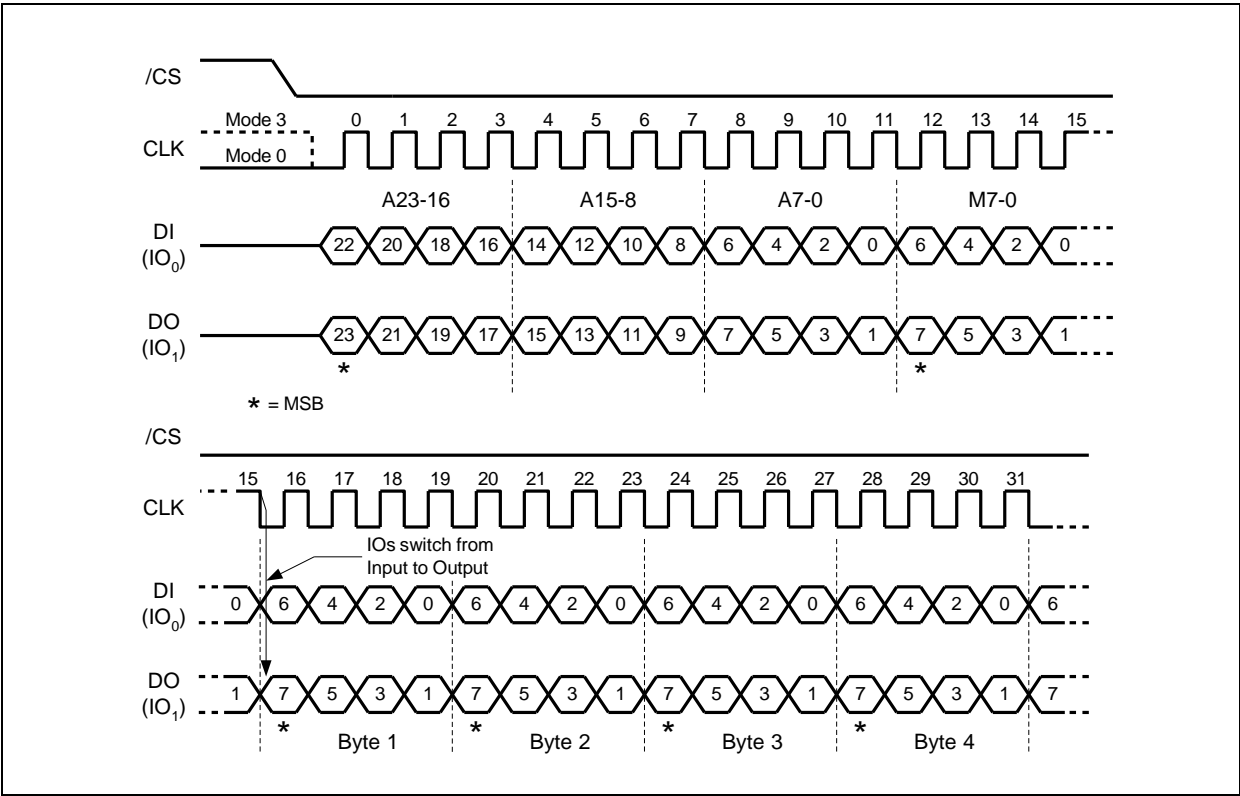 /CS
Mode 3
0 1 2 3 4 5 6 7 8 9 10 11 12 13 14 15
CLK
Mode 0
A23-16 A15-8 A7-0 M7-0
DI
(IO0)
22 20 18 16 14 12 10 8 6 4 2 0 6 4 2 0
DO
(IO1)
23 21 19 17 15 13 11 9 7 5 3 1 7 5 3 1
* *
* = MSB
/CS
15 16 17 18 19 20 21 22 23 24 25 26 27 28 29 30 31
CLK
IOs switch from
Input to Output
DI
(IO0)
0 6 4 2 0 6 4 2 0 6 4 2 0 6 4 2 0 6
DO
(IO1)
1 7 5 3 1 7 5 3 1 7 5 3 1 7 5 3 1 7
* * * *
Byte 1 Byte 2 Byte 3 Byte 4